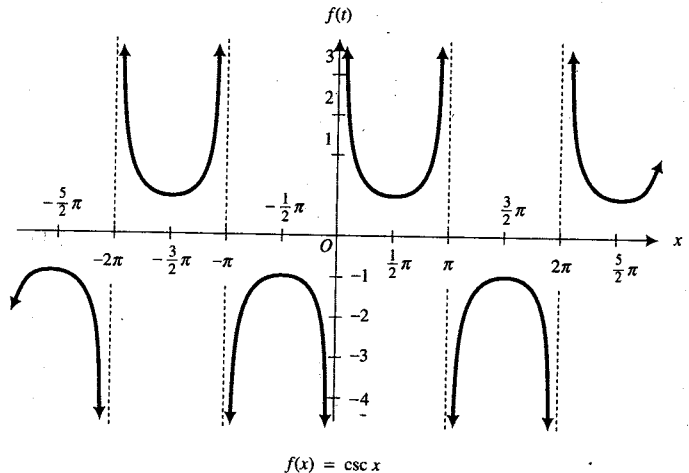 f(t)
3
2
1
-5/2 π
-1/2 π
3/2 π
-2π
-3/2 π
-π
O
1/2 π
π
2π
5/2 π
x
-1
-2
-3
-4
f(x) = csc x